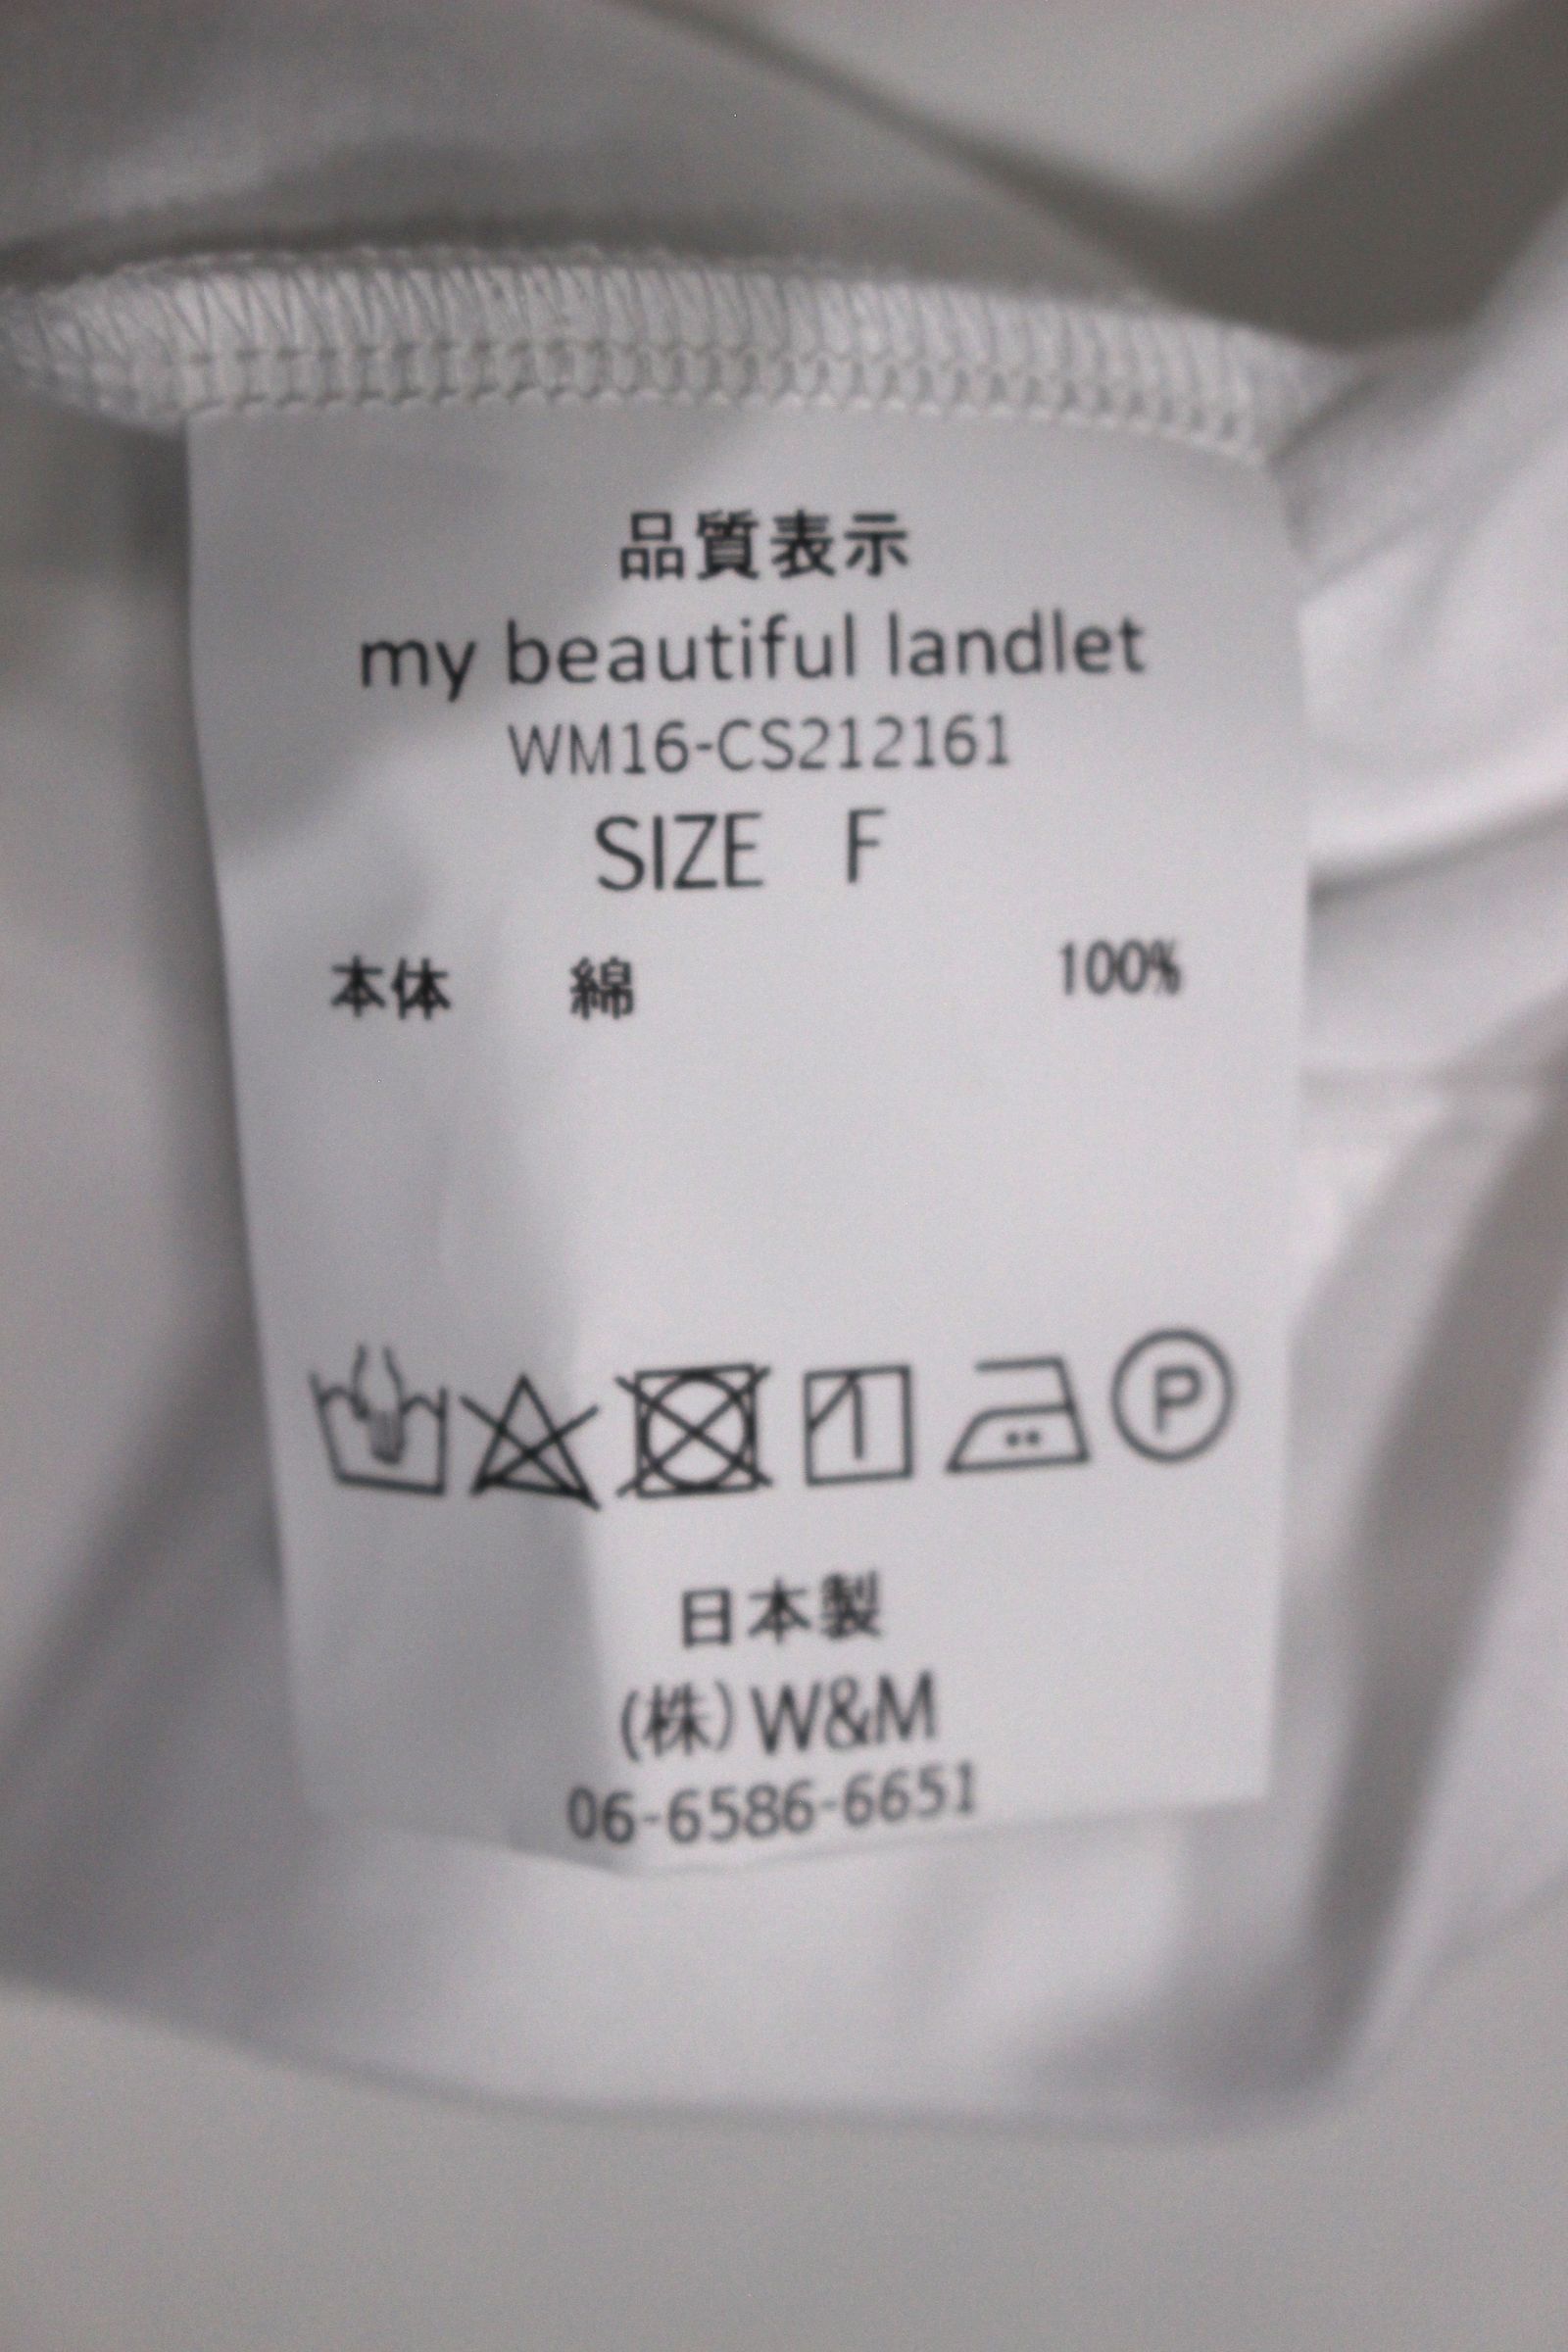 品質表示
my beautiful landlet
WM16-CS212161
SIZE F
本体 綿 100%
P
日本製
(株)W&M
06-6586-6651